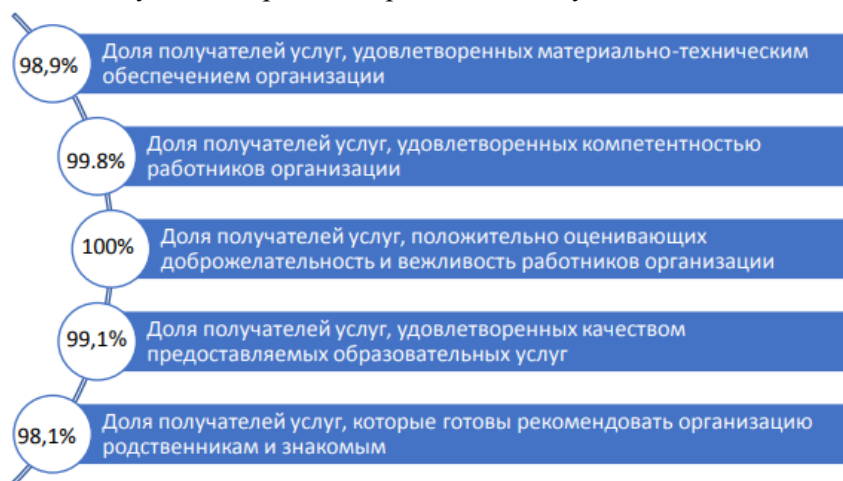 98,9%
Доля получателей услуг, удовлетворенных материально-техническим
обеспечением организации
99.8%
Доля получателей услуг, удовлетворенных компетентностью
работников организации
100%
Доля получателей услуг, положительно оценивающих
доброжелательность и вежливость работников организации
99,1%
Доля получателей услуг, удовлетворенных качеством
предоставляемых образовательных услуг
98,1%
Доля получателей услуг, которые готовы рекомендовать организацию
родственникам и знакомым